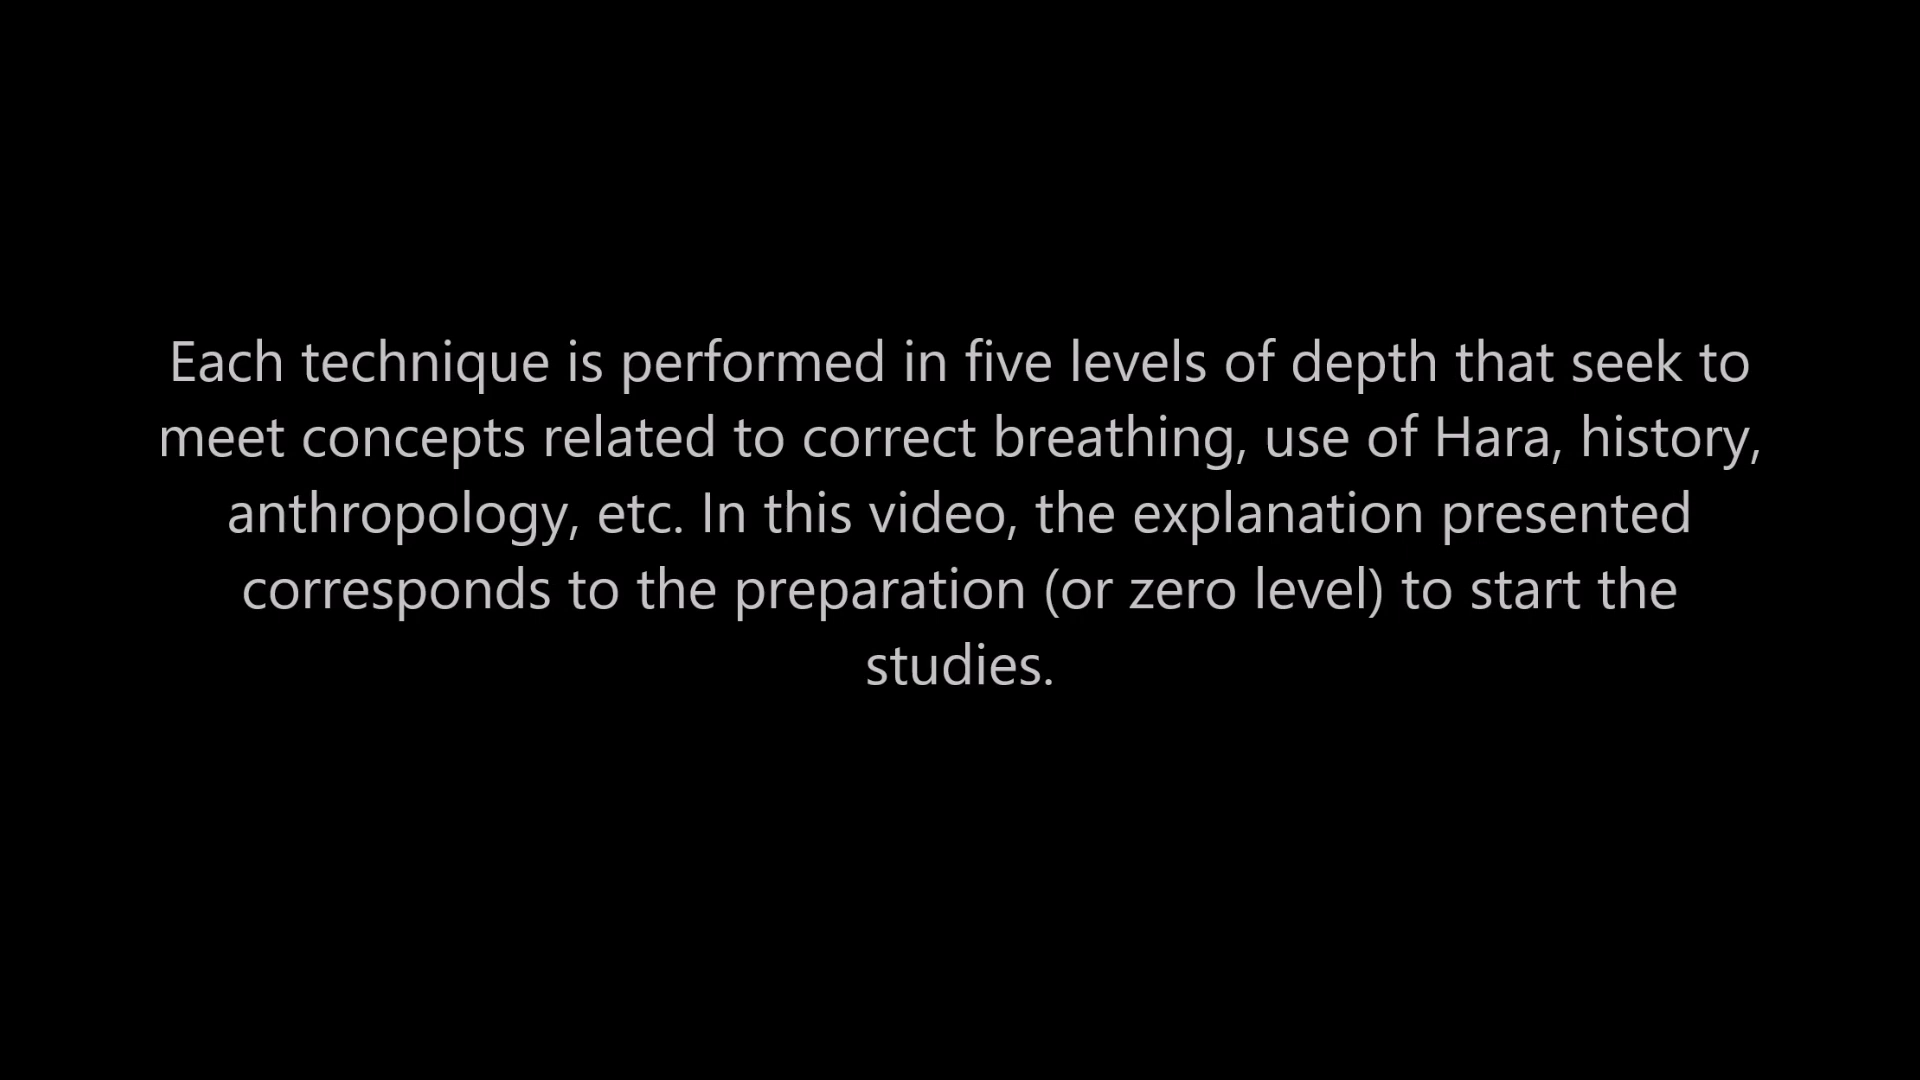 Each technique is performed in five levels of depth that seek to
meet concepts related to correct breathing, use of Hara, history,
anthropology, etc. In this video, the explanation presented
corresponds to the preparation (or zero level) to start the
studies.